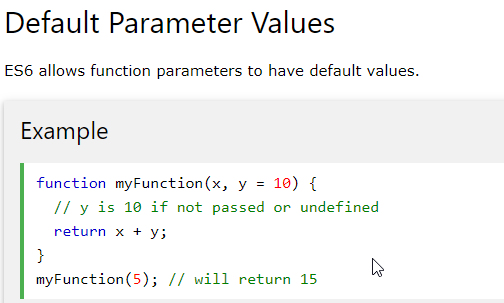 Default Parameter Values
ES6 allows function parameters to have default values.
Example
function myFunction(x, y = 10) {
  // y is 10 if not passed or undefined
  return x + y;
}
myFunction(5); // will return 15